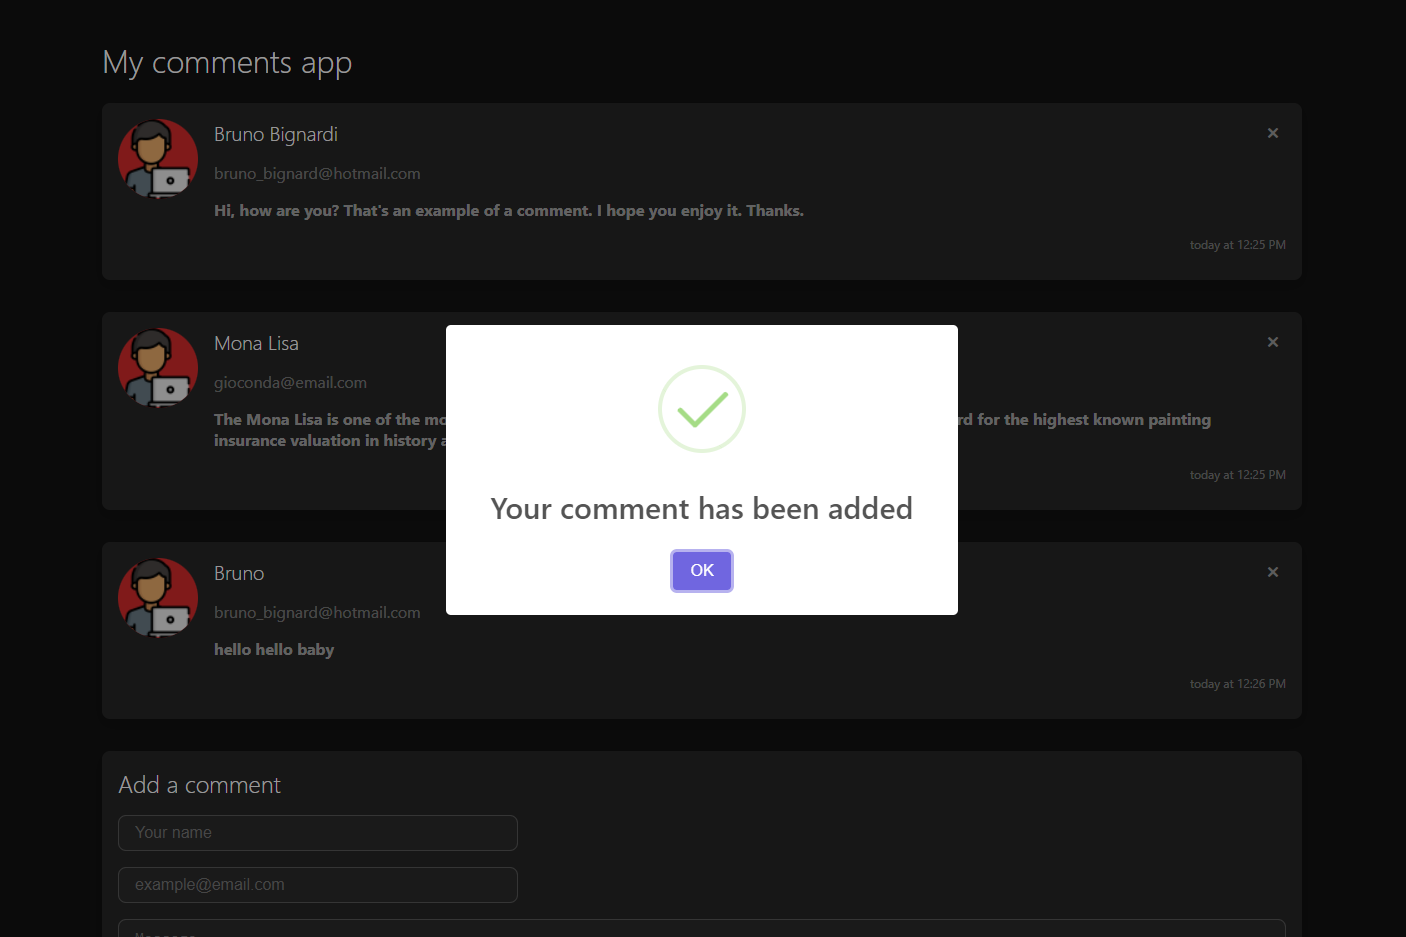 My comments app
Bruno Bignardi
bruno_bignard@hotmail.com
Hi, how are you? That's an example of a comment. I hope you enjoy it. Thanks.
today at 12:25 PM
Mona Lisa
gioconda@email.com
The Mona Lisa is one of the mo rd for the highest known painting
insurance valuation in history a
today at 12:25 PM
Your comment has been added
OK
Bruno
bruno_bignard@hotmail.com
hello hello baby
today at 12:26 PM
Add a comment
Your name
example@email.com